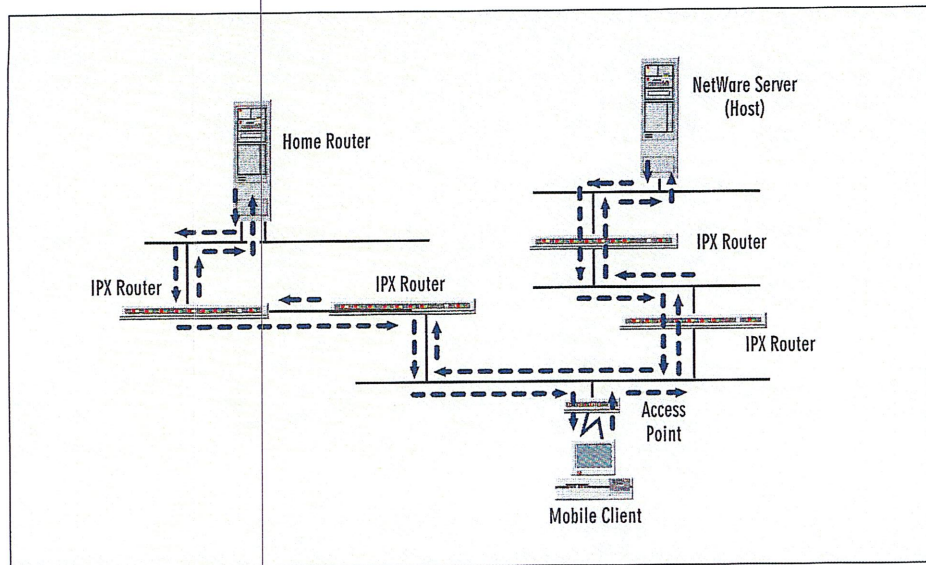 NetWare Server
(Host)
Home Router
IPX Router
IPX Router
IPX Router
IPX Router
Access
Point
Mobile Client